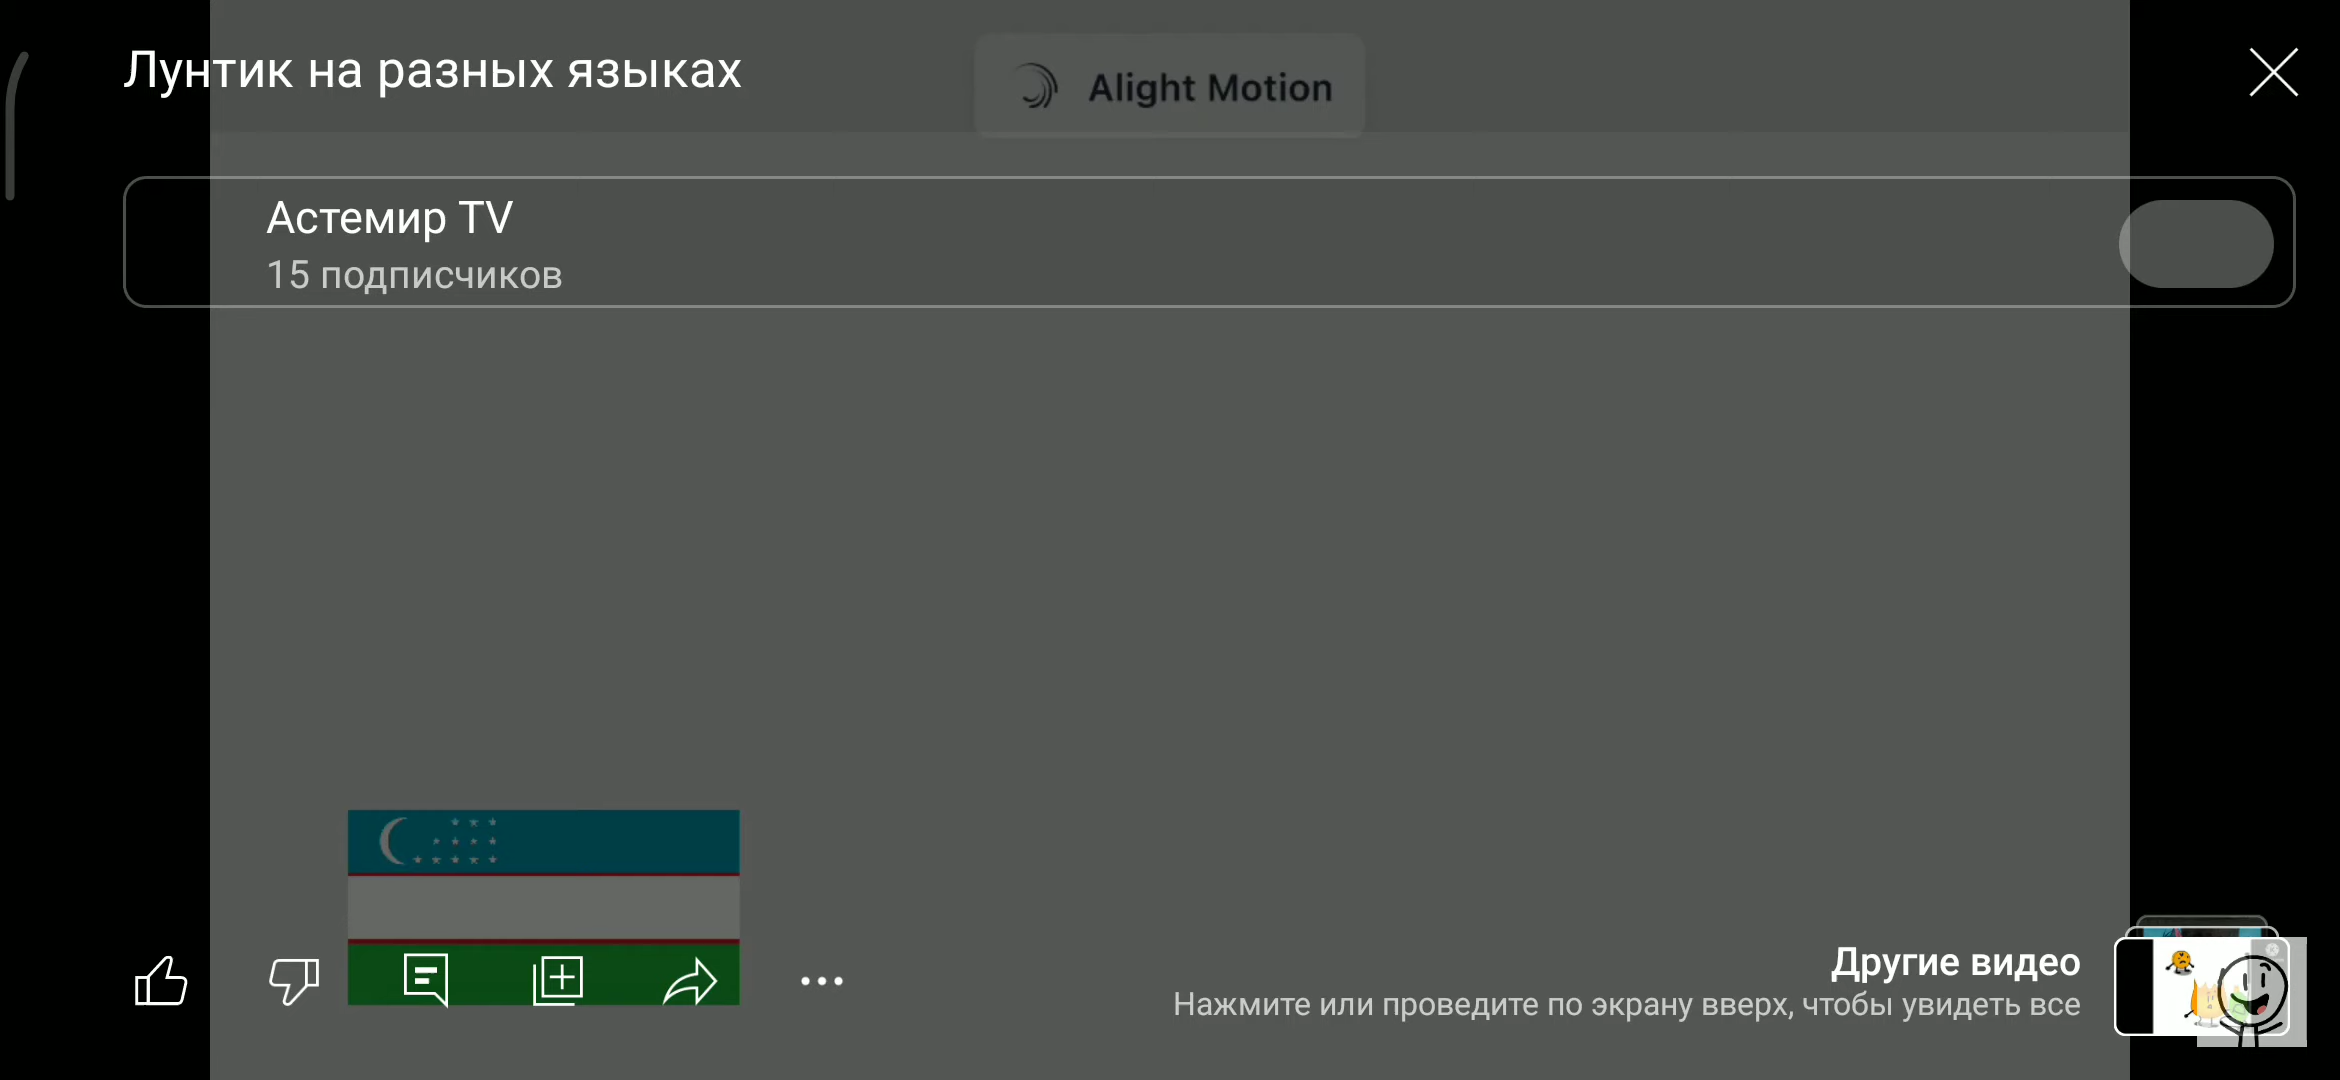 Лунтик на разных языках
Alight Motion
Астемир TV
15 подписчиков
Другие видео
Нажмите или проведите по экрану вверх, чтобы увидеть все